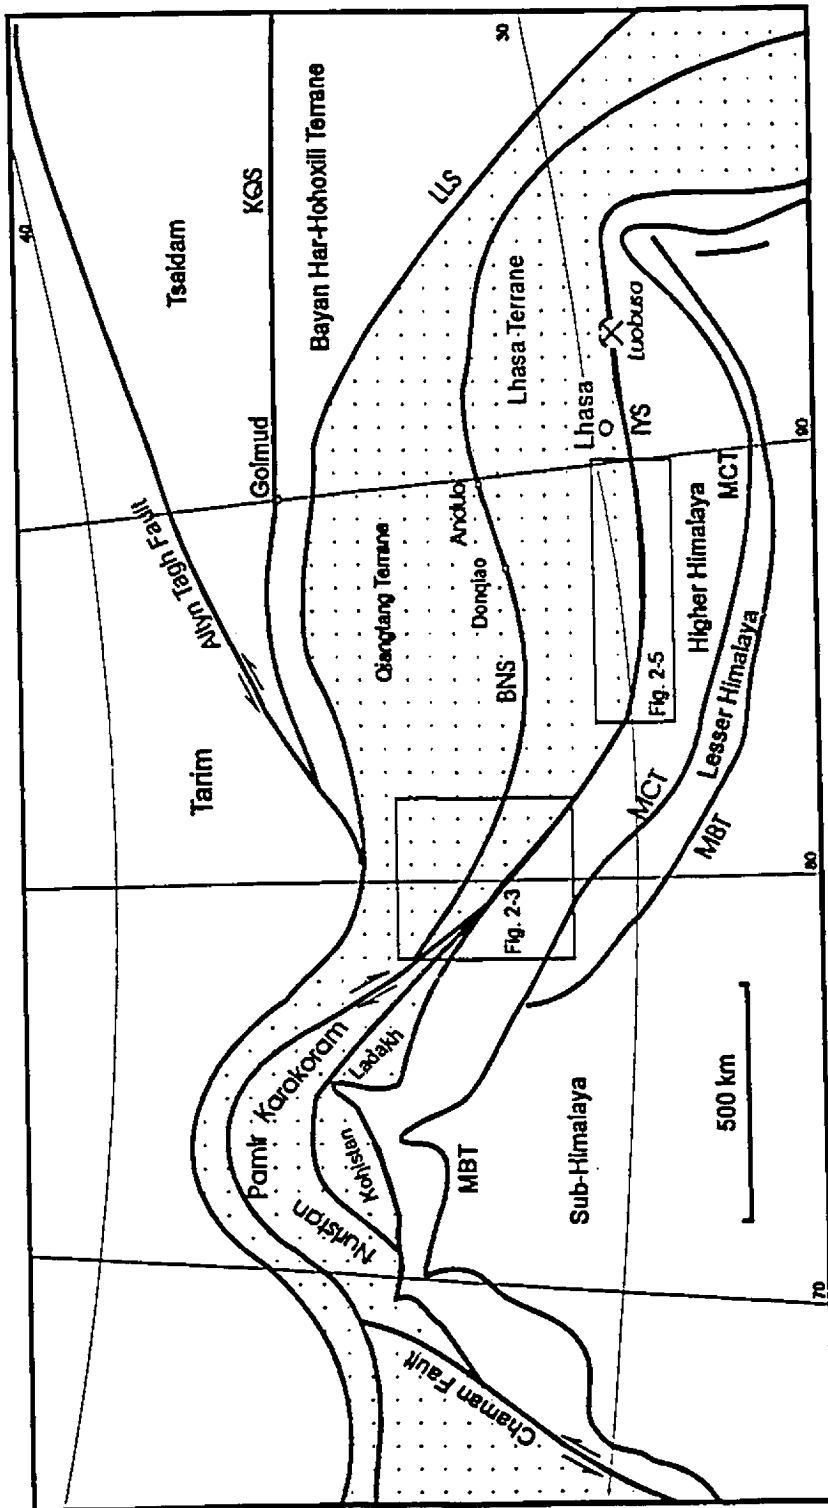 40
30
Tsaidam
KQS
Bayan Har-Hohoxili Terrane
LLS
Altyn Tagh Fault
Golmud
Tarim
Qiangtang Terrane
Lhasa Terrane
Anduo
Donqiao
BNS
Lhasa
Luobusa
IYS
Fig. 2-5
Higher Himalaya
MCT
90
Lesser Himalaya
MCT
MBT
Fig. 2-3
80
Pamir
Karakoram
Ladakh
Kohistan
Nuristan
MBT
Sub-Himalaya
500 km
70
Chaman Fault